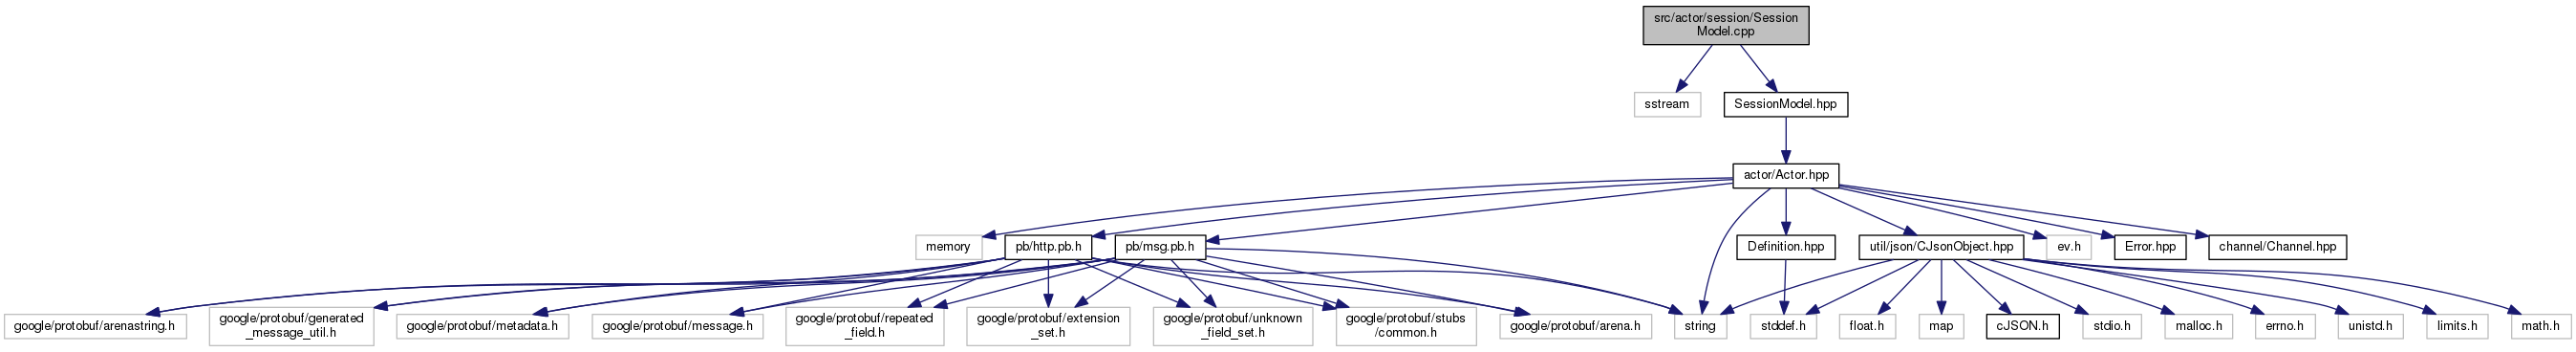 src/actor/session/Session
Model.cpp
sstream
SessionModel.hpp
actor/Actor.hpp
memory
pb/http.pb.h
pb/msg.pb.h
Definition.hpp
util/json/CJsonObject.hpp
ev.h
Error.hpp
channel/Channel.hpp
google/protobuf/arenastring.h
google/protobuf/generated
_message_util.h
google/protobuf/metadata.h
google/protobuf/message.h
google/protobuf/repeated
_field.h
google/protobuf/extension
_set.h
google/protobuf/unknown
_field_set.h
google/protobuf/stubs
/common.h
google/protobuf/arena.h
string
stddef.h
float.h
map
cJSON.h
stdio.h
malloc.h
errno.h
unistd.h
limits.h
math.h